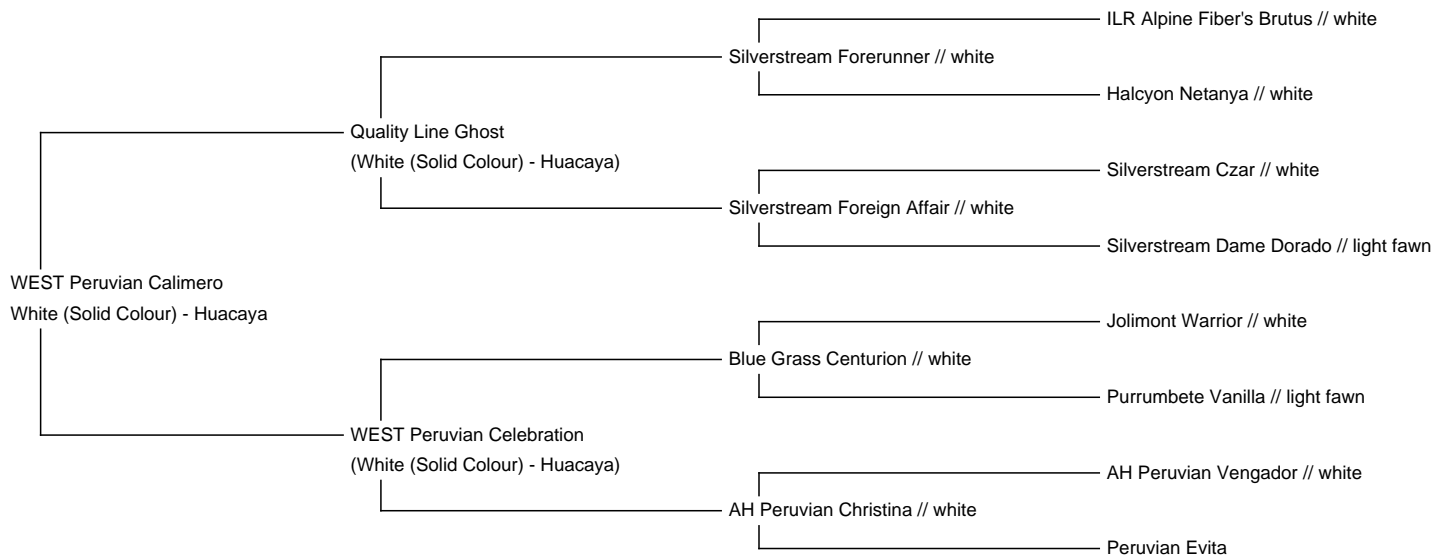 ILR Alpine Fiber's Brutus // white
Silverstream Forerunner // white
Halcyon Netanya // white
Quality Line Ghost
(White (Solid Colour) - Huacaya)
Silverstream Czar // white
Silverstream Foreign Affair // white
Silverstream Dame Dorado // light fawn
WEST Peruvian Calimero
White (Solid Colour) - Huacaya
Jolimont Warrior // white
Blue Grass Centurion // white
Purrumbete Vanilla // light fawn
WEST Peruvian Celebration
(White (Solid Colour) - Huacaya)
AH Peruvian Vengador // white
AH Peruvian Christina // white
Peruvian Evita